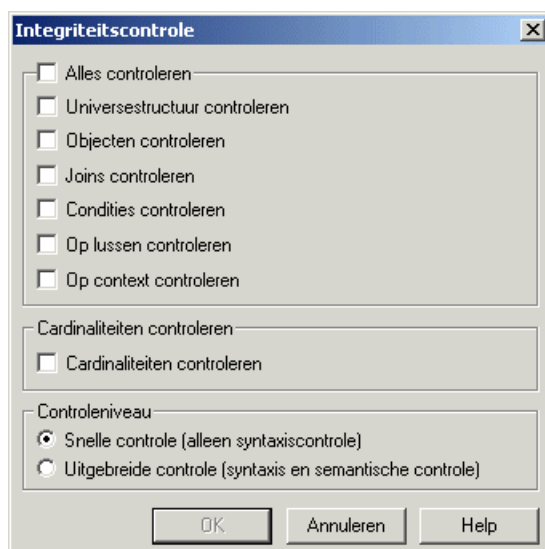 Integriteitscontrole
Alles controleren
Universestructuur controleren
Objecten controleren
Joins controleren
Condities controleren
Op lussen controleren
Op context controleren
Cardinaliteiten controleren
Cardinaliteiten controleren
Controleniveau
Snelle controle (alleen syntaxiscontrole)
Uitgebreide controle (syntaxis en semantische controle)
OK Annuleren Help